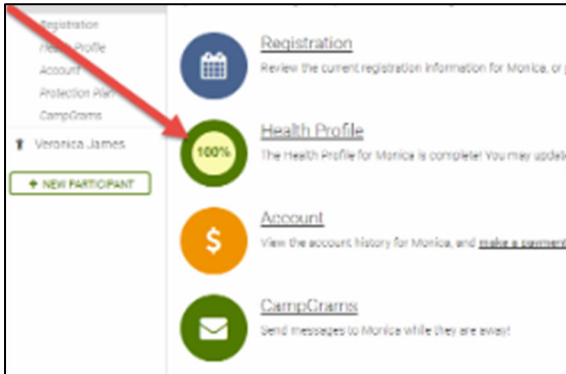 Registration
Health Profile
Account
Protection Plan
CampGrams
Veronica James
+ NEW PARTICIPANT
Registration
Review the current registration information for Monica, or
Health Profile
100%
The Health Profile for Monica is complete! You may update
Account
$
View the account history for Monica, and make a payment
CampGrams
Send messages to Monica while they are away!